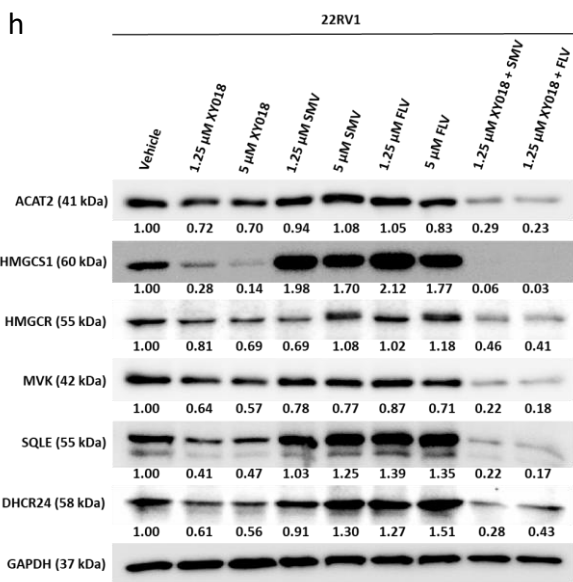 h
22RV1
Vehicle
1.25 µM XY018
5 µM XY018
1.25 µM SMV
5 µM SMV
1.25 µM FLV
5 µM FLV
1.25 µM XY018 + SMV
1.25 µM XY018 + FLV
ACAT2 (41 kDa)
1.00 0.72 0.70 0.94 1.08 1.05 0.83 0.29 0.23
HMGCS1 (60 kDa)
1.00 0.28 0.14 1.98 1.70 2.12 1.77 0.06 0.03
HMGCR (55 kDa)
1.00 0.81 0.69 0.69 1.08 1.02 1.18 0.46 0.41
MVK (42 kDa)
1.00 0.64 0.57 0.78 0.77 0.87 0.71 0.22 0.18
SQLE (55 kDa)
1.00 0.41 0.47 1.03 1.25 1.39 1.35 0.22 0.17
DHCR24 (58 kDa)
1.00 0.61 0.56 0.91 1.30 1.27 1.51 0.28 0.43
GAPDH (37 kDa)